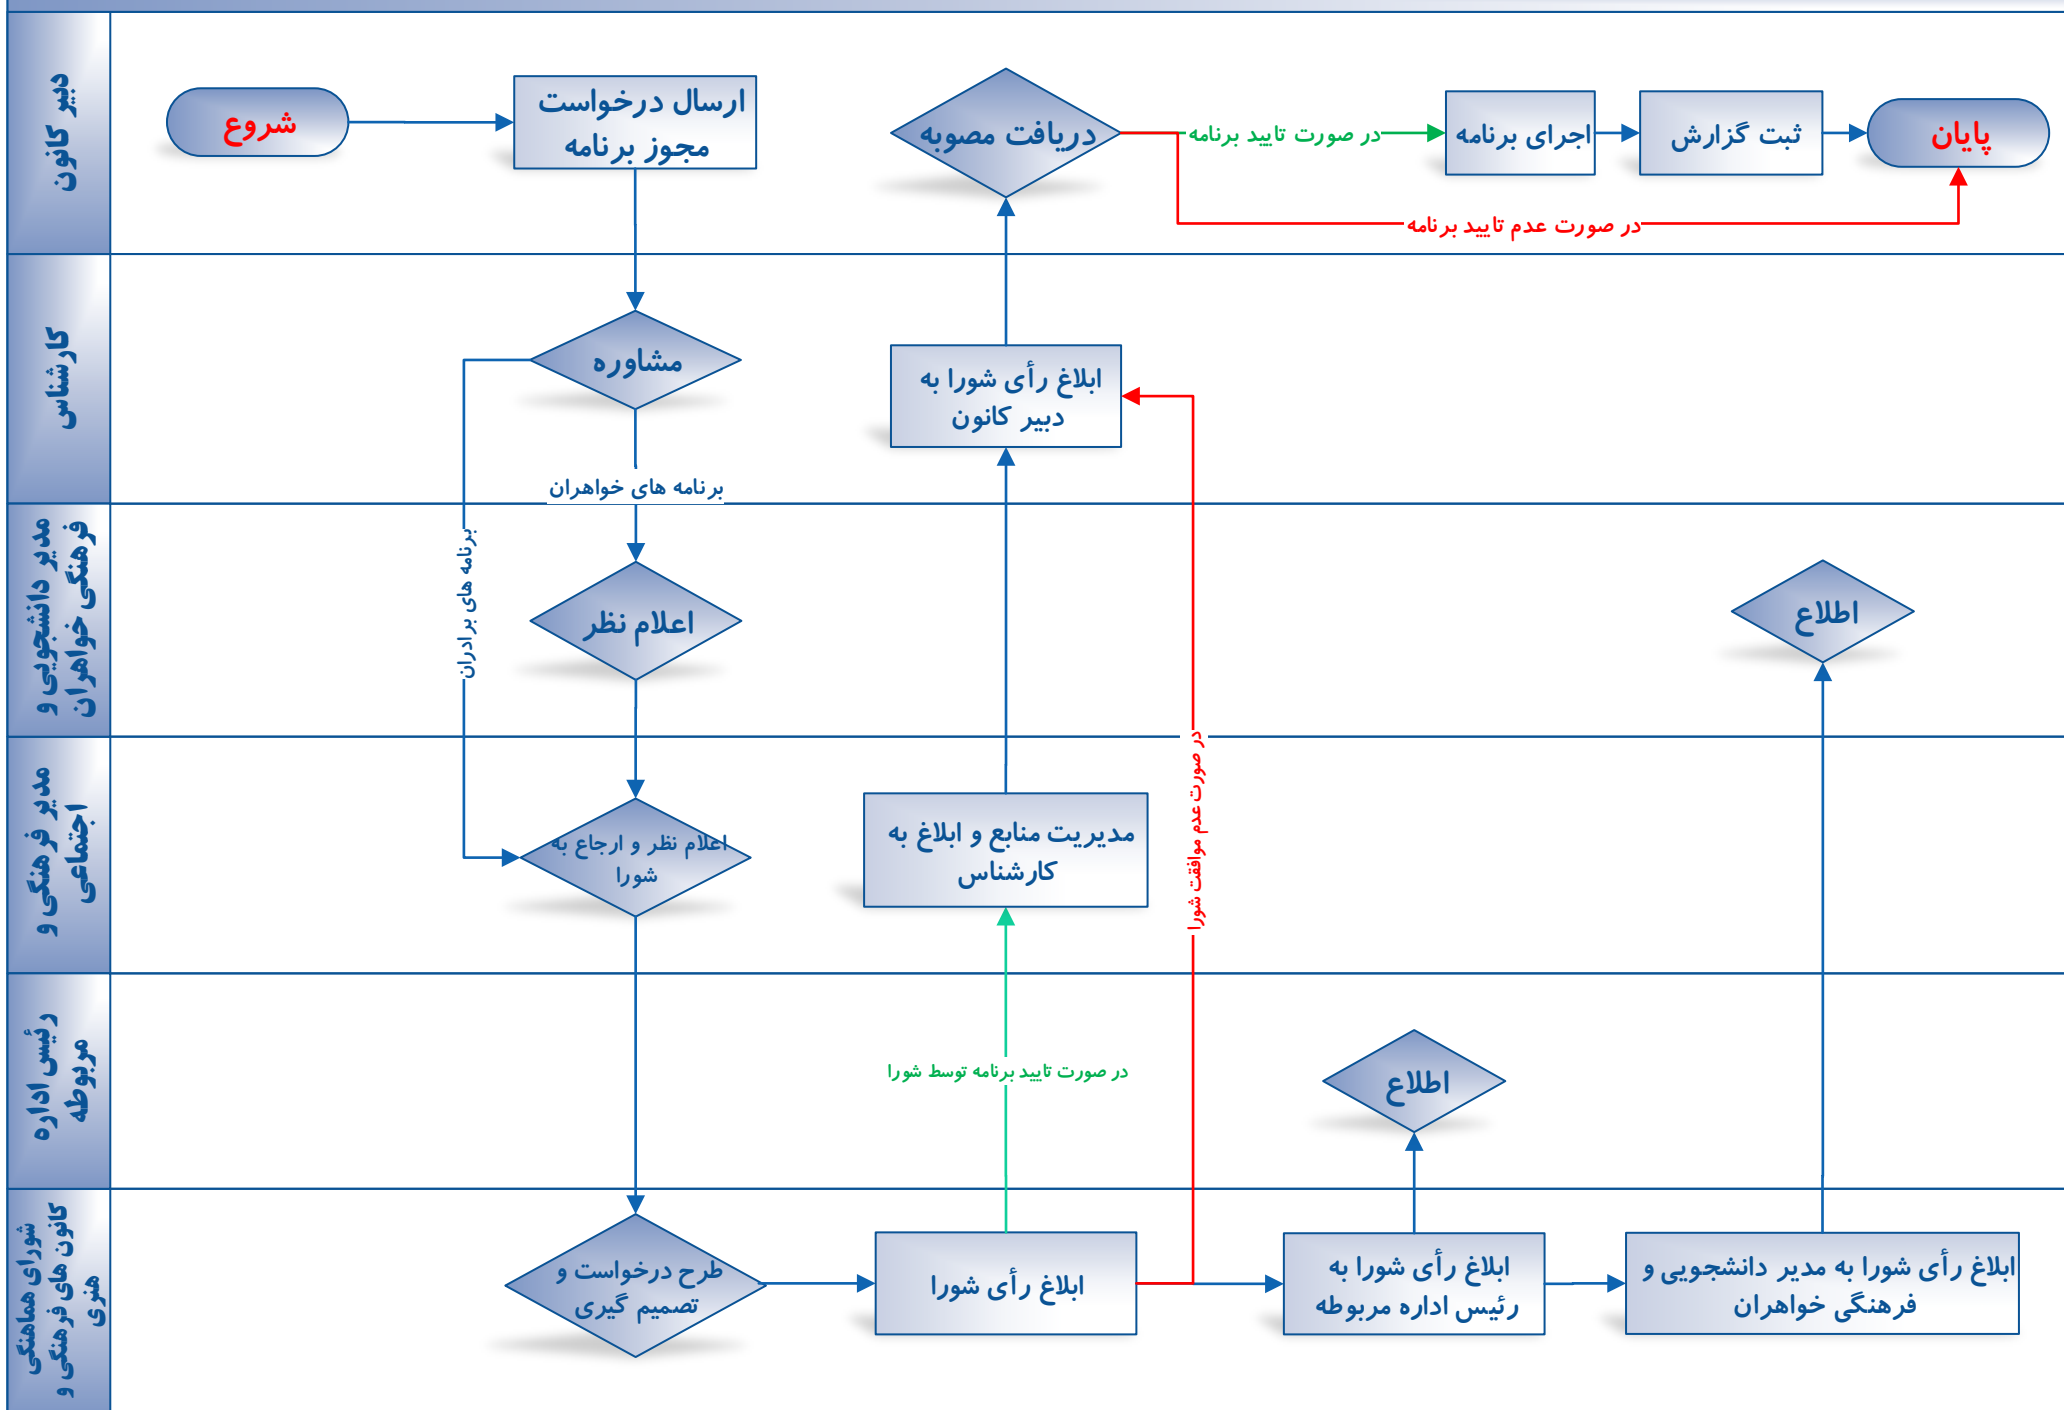 دبیر کانون
شروع
ارسال درخواست
مجوز برنامه
دریافت مصوبه
در صورت تایید برنامه
اجرای برنامه
ثبت گزارش
پایان
در صورت عدم تایید برنامه
کارشناس
مشاوره
ابلاغ رأی شورا به
دبیر کانون
برنامه های خواهران
برنامه های برادران
مدیر دانشجویی و
فرهنگی خواهران
اعلام نظر
اطلاع
مدیر فرهنگی و
اجتماعی
اعلام نظر و ارجاع به
شورا
مدیریت منابع و ابلاغ به
کارشناس
در صورت عدم موافقت شورا
رئیس اداره
مربوطه
در صورت تایید برنامه توسط شورا
اطلاع
شورای هماهنگی
کانون های فرهنگی و
هنری
طرح درخواست و
تصمیم گیری
ابلاغ رأی شورا
ابلاغ رأی شورا به
رئیس اداره مربوطه
ابلاغ رأی شورا به مدیر دانشجویی و
فرهنگی خواهران